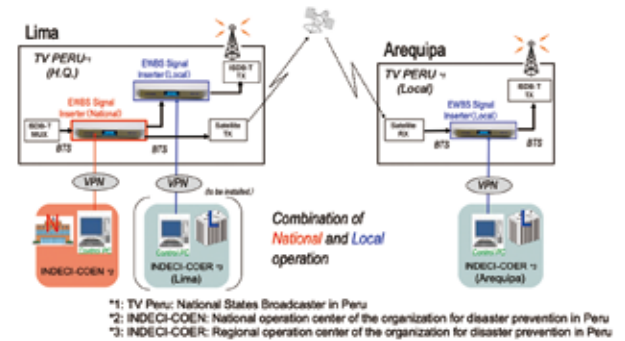 Lima
TV PERU *1
(H.Q.)
EWBS Signal
Inserter (Local)
ISDB-T
TX
EWBS Signal
Inserter (National)
ISDB-T
MUX
BTS
BTS
Satellite
TX
Arequipa
TV PERU *1
(Local)
ISDB-T
TX
EWBS Signal
Inserter (Local)
Satellite
RX
BTS
BTS
VPN
VPN
VPN
(to be installed.)
N
Control PC
INDECI-COEN *2
L
Control PC
INDECI-COER *3
(Lima)
Combination of
National and Local
operation
L
Control PC
INDECI-COER *3
(Arequipa)
*1: TV Peru: National States Broadcaster in Peru
*2: INDECI-COEN: National operation center of the organization for disaster prevention in Peru
*3: INDECI-COER: Regional operation center of the organization for disaster prevention in Peru